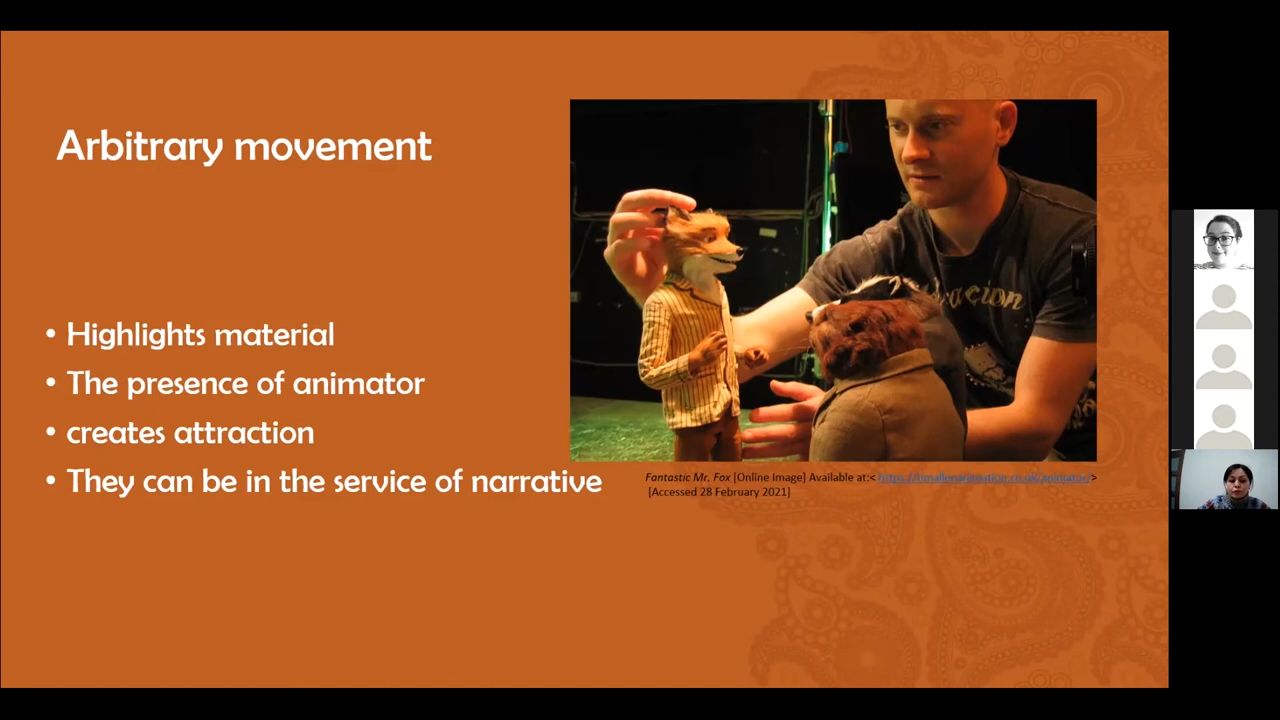 Arbitrary movement
• Highlights material
• The presence of animator
• creates attraction
• They can be in the service of narrative
Fantastic Mr. Fox [Online Image] Available at:< >
[Accessed 28 February 2021]